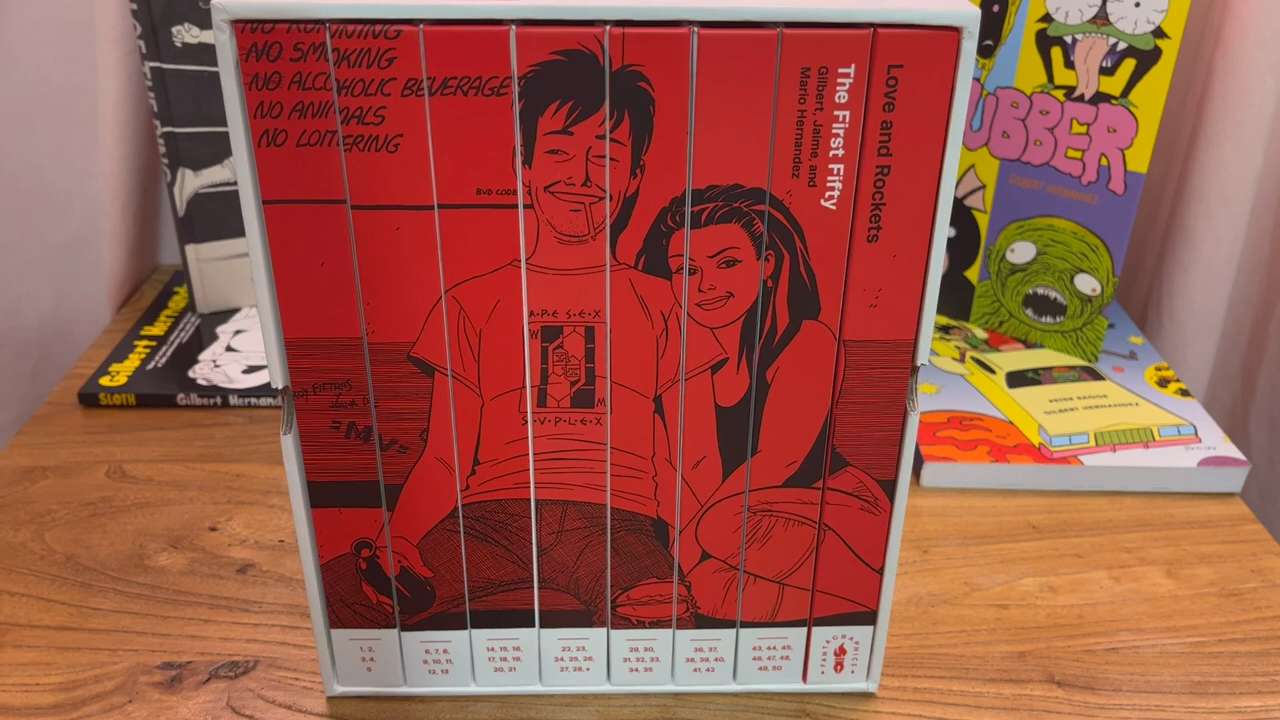 NO RUNNING
NO SMOKING
NO ALCOHOLIC BEVERAGE
NO ANIMALS
NO LOITERING
BVD CODE
A•P•E S•E•X
W
M
S•V•P•L•E•X
The First Fifty
Gilbert, Jaime, and
Mario Hernandez
Love and Rockets
1, 2,
3, 4,
5
6, 7, 8,
9, 10, 11,
12, 13
14, 15, 16,
17, 18, 19,
20, 21
22, 23,
24, 25, 26,
27, 28, +
29, 30,
31, 32, 33,
34, 35
36, 37,
38, 39, 40,
41, 42
43, 44, 45,
46, 47, 48,
49, 50
FANTAGRAPHICS
Gilbert Hernand
SLOTH
Gilbert Hernand
UBBER
GILBERT HERNANDEZ
PETER BAGGE
GILBERT HERNANDEZ